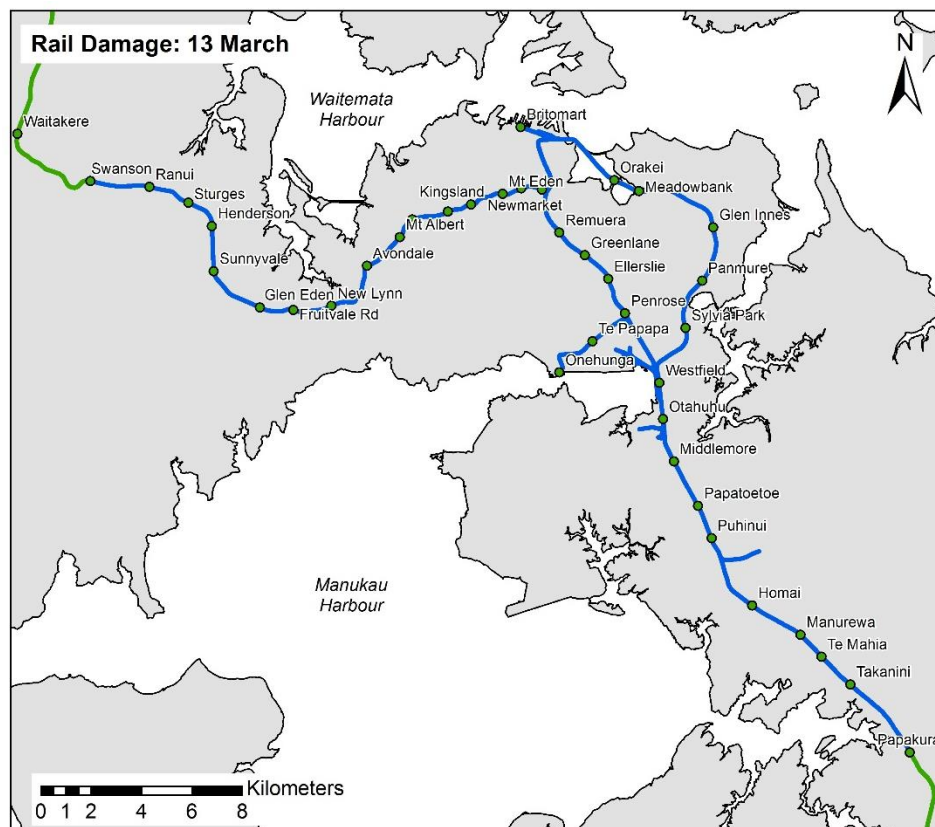 Rail Damage: 13 March
N
Waitemata
Harbour
Britomart
Waitakere
Swanson
Ranui
Orakei
Sturges
Kingsland
Mt Eden
Meadowbank
Henderson
Newmarket
Mt Albert
Remuera
Glen Innes
Avondale
Greenlane
Sunnyvale
Ellerslie
Panmure
Glen Eden
New Lynn
Fruitvale Rd
Penrose
Te Papapa
Sylvia Park
Onehunga
Westfield
Otahuhu
Middlemore
Papatoetoe
Puhinui
Manukau
Harbour
Homai
Manurewa
Te Mahia
Takanini
Papakura
Kilometers
0 1 2 4 6 8